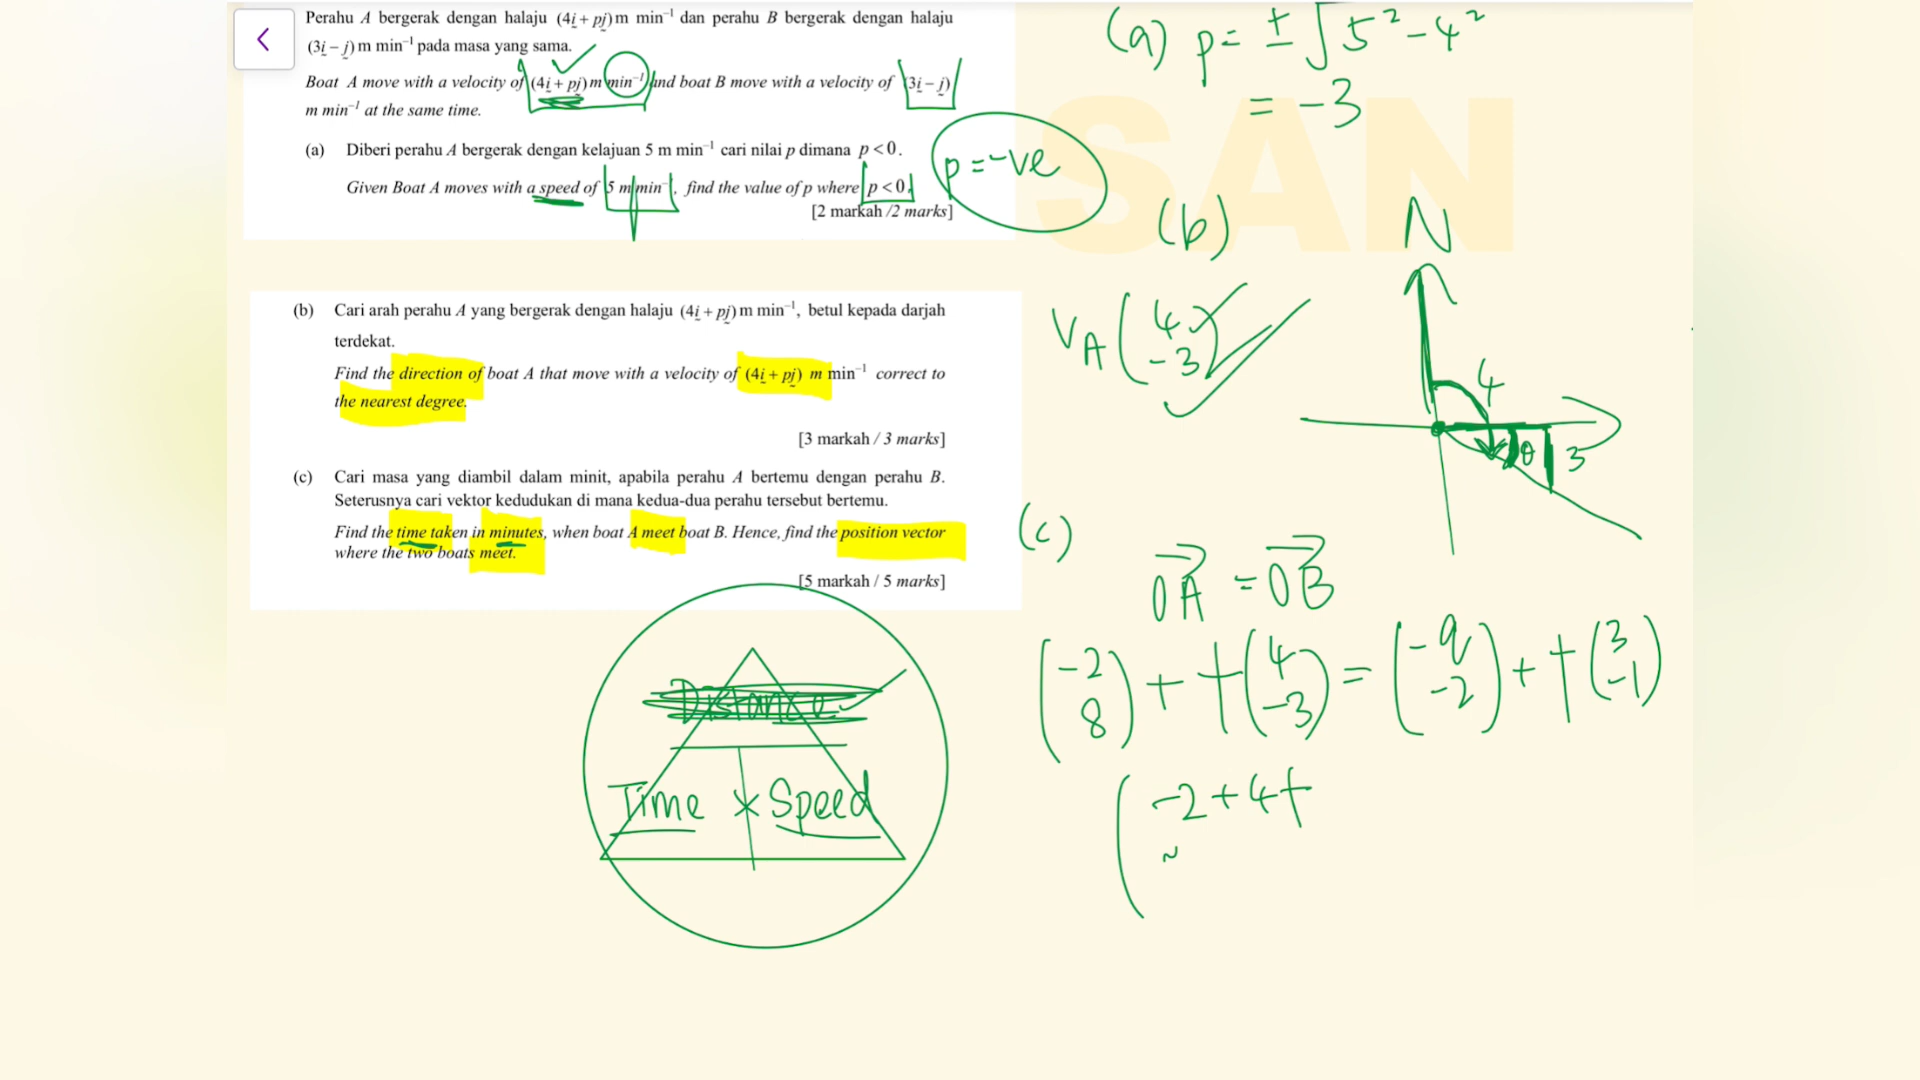 Perahu A bergerak dengan halaju (4i + pj) m min⁻¹ dan perahu B bergerak dengan halaju
(3i – j) m min⁻¹ pada masa yang sama.
Boat A move with a velocity of (4i + pj) m min⁻¹ and boat B move with a velocity of (3i – j)
m min⁻¹ at the same time.
(a) Diberi perahu A bergerak dengan kelajuan 5 m min⁻¹ cari nilai p dimana p < 0.
Given Boat A moves with a speed of 5 m min⁻¹, find the value of p where p < 0.
[2 markah /2 marks]
p = -ve
(b) Cari arah perahu A yang bergerak dengan halaju (4i + pj) m min⁻¹, betul kepada darjah
terdekat.
Find the direction of boat A that move with a velocity of (4i + pj) m min⁻¹ correct to
the nearest degree.
[3 markah / 3 marks]
(c) Cari masa yang diambil dalam minit, apabila perahu A bertemu dengan perahu B.
Seterusnya cari vektor kedudukan di mana kedua-dua perahu tersebut bertemu.
Find the time taken in minutes, when boat A meet boat B. Hence, find the position vector
where the two boats meet.
[5 markah / 5 marks]
Distance
Time * Speed
SAN
(a) p = ± √5² – 4²
= -3
(b)
N
V_A (4 -3)
4
θ 3
(c)
OA = OB
(-2 8) + t(4 -3) = (-9 -2) + t(3 -1)
(-2 + 4t